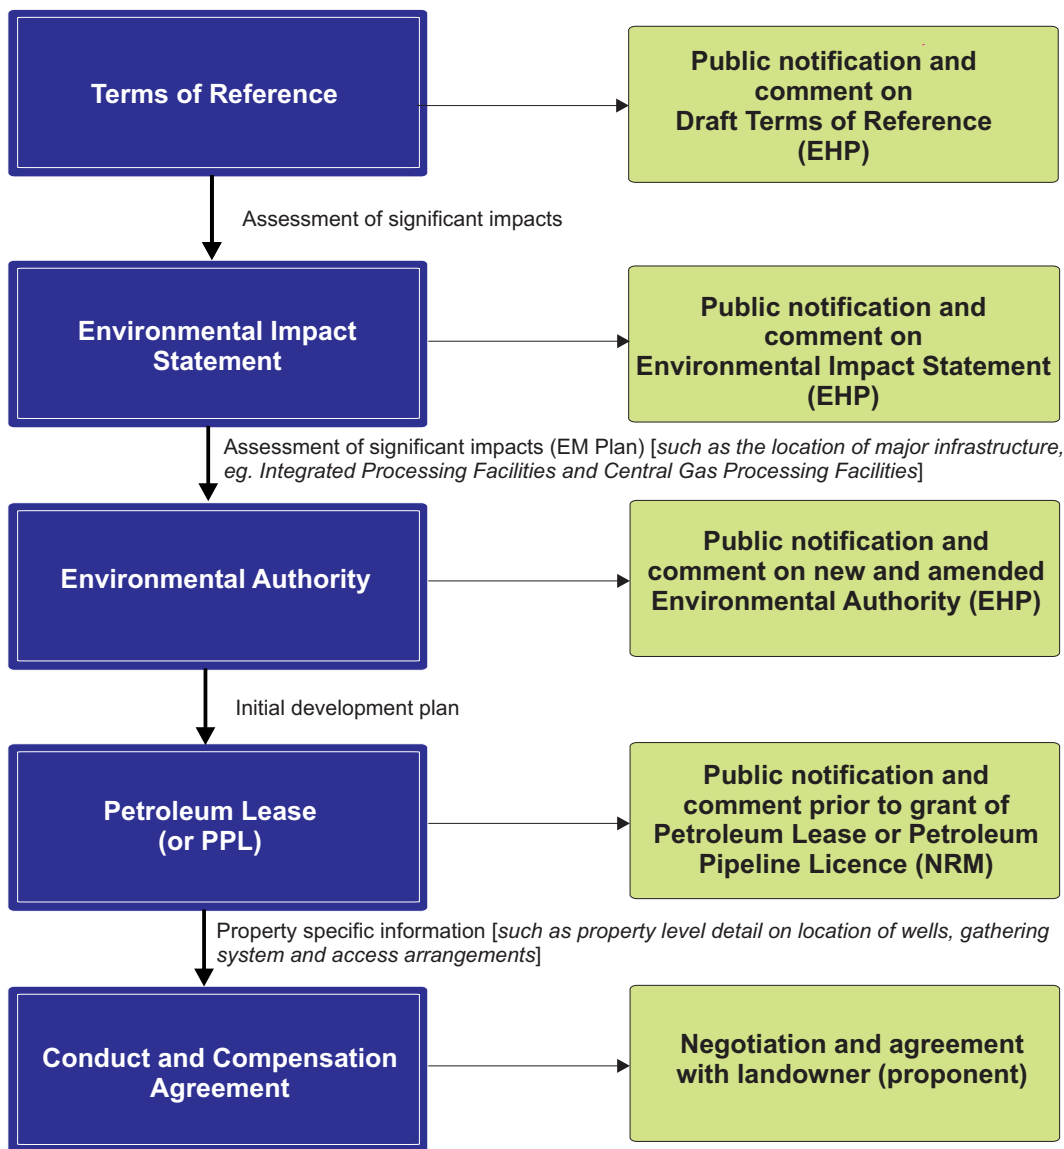 Terms of Reference
Public notification and
comment on
Draft Terms of Reference
(EHP)
Assessment of significant impacts
Environmental Impact
Statement
Public notification and
comment on
Environmental Impact Statement
(EHP)
Assessment of significant impacts (EM Plan) [such as the location of major infrastructure,
eg. Integrated Processing Facilities and Central Gas Processing Facilities]
Environmental Authority
Public notification and
comment on new and amended
Environmental Authority (EHP)
Initial development plan
Petroleum Lease
(or PPL)
Public notification and
comment prior to grant of
Petroleum Lease or Petroleum
Pipeline Licence (NRM)
Property specific information [such as property level detail on location of wells, gathering
system and access arrangements]
Conduct and Compensation
Agreement
Negotiation and agreement
with landowner (proponent)